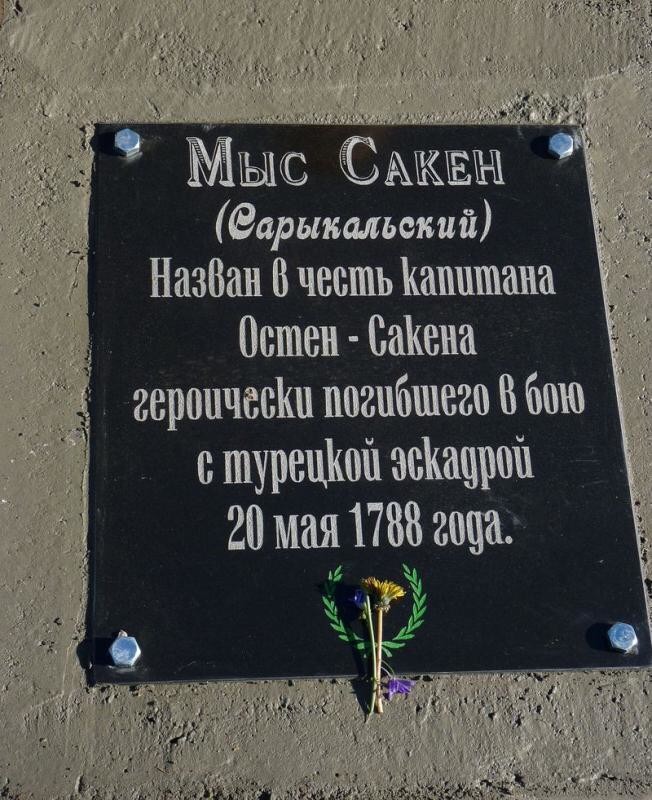 Мыс Сакен
(Сарыкальский)
Назван в честь капитана
Остен - Сакена
героически погибшего в бою
с турецкой эскадрой
20 мая 1788 года.